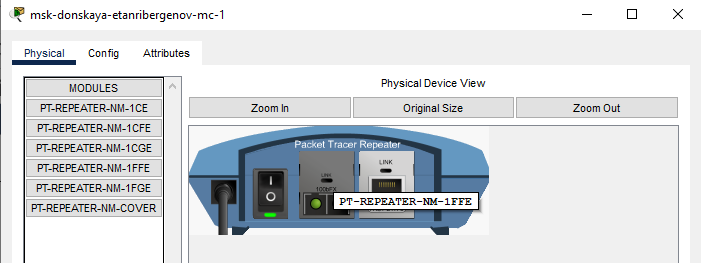 msk-donskaya-etanribergenov-mc-1
Physical Config Attributes
MODULES
PT-REPEATER-NM-1CE
PT-REPEATER-NM-1CFE
PT-REPEATER-NM-1CGE
PT-REPEATER-NM-1FFE
PT-REPEATER-NM-1FGE
PT-REPEATER-NM-COVER
Physical Device View
Zoom In Original Size Zoom Out
Packet Tracer Repeater
LINK
LINK
100bFX
PT-REPEATER-NM-1FFE